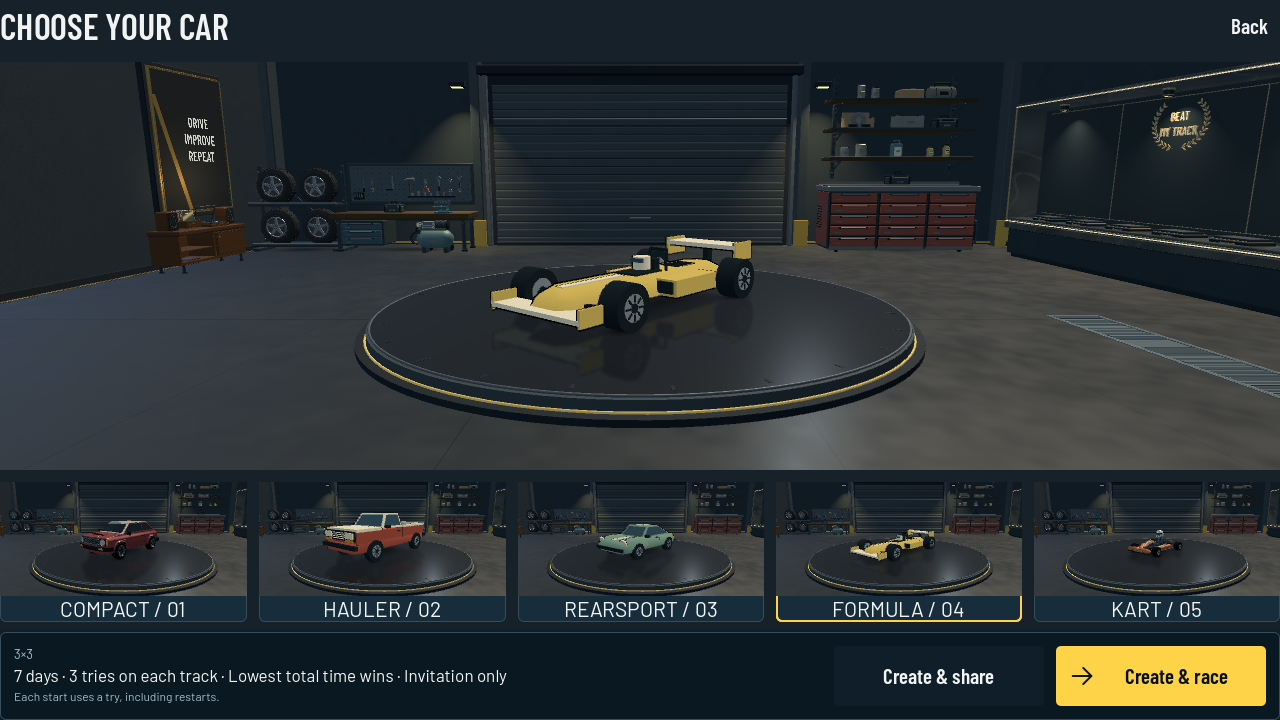 CHOOSE YOUR CAR
Back
DRIVE
IMPROVE
REPEAT
BEAT
MY TRACK
COMPACT / 01
HAULER / 02
REARSPORT / 03
FORMULA / 04
KART / 05
3×3
7 days · 3 tries on each track · Lowest total time wins · Invitation only
Each start uses a try, including restarts.
Create & share
→ Create & race